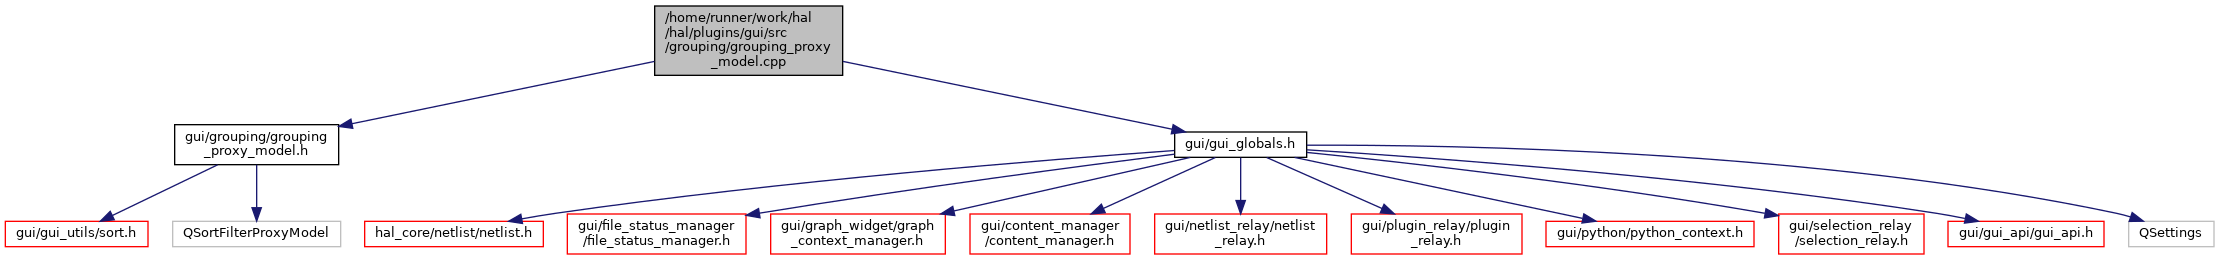 /home/runner/work/hal
/hal/plugins/gui/src
/grouping/grouping_proxy
_model.cpp
gui/grouping/grouping
_proxy_model.h
gui/gui_globals.h
gui/gui_utils/sort.h
QSortFilterProxyModel
hal_core/netlist/netlist.h
gui/file_status_manager
/file_status_manager.h
gui/graph_widget/graph
_context_manager.h
gui/content_manager
/content_manager.h
gui/netlist_relay/netlist
_relay.h
gui/plugin_relay/plugin
_relay.h
gui/python/python_context.h
gui/selection_relay
/selection_relay.h
gui/gui_api/gui_api.h
QSettings